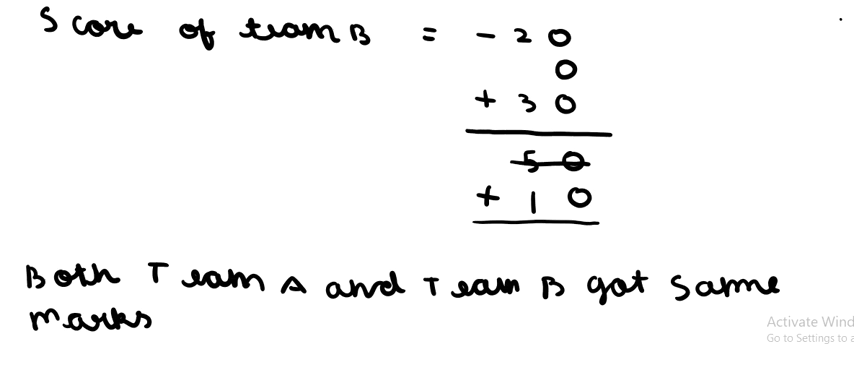 Score of team B = - 20
0
+ 30
50
+ 10
Both Team A and Team B got same
marks
Activate Wind
Go to Settings to a